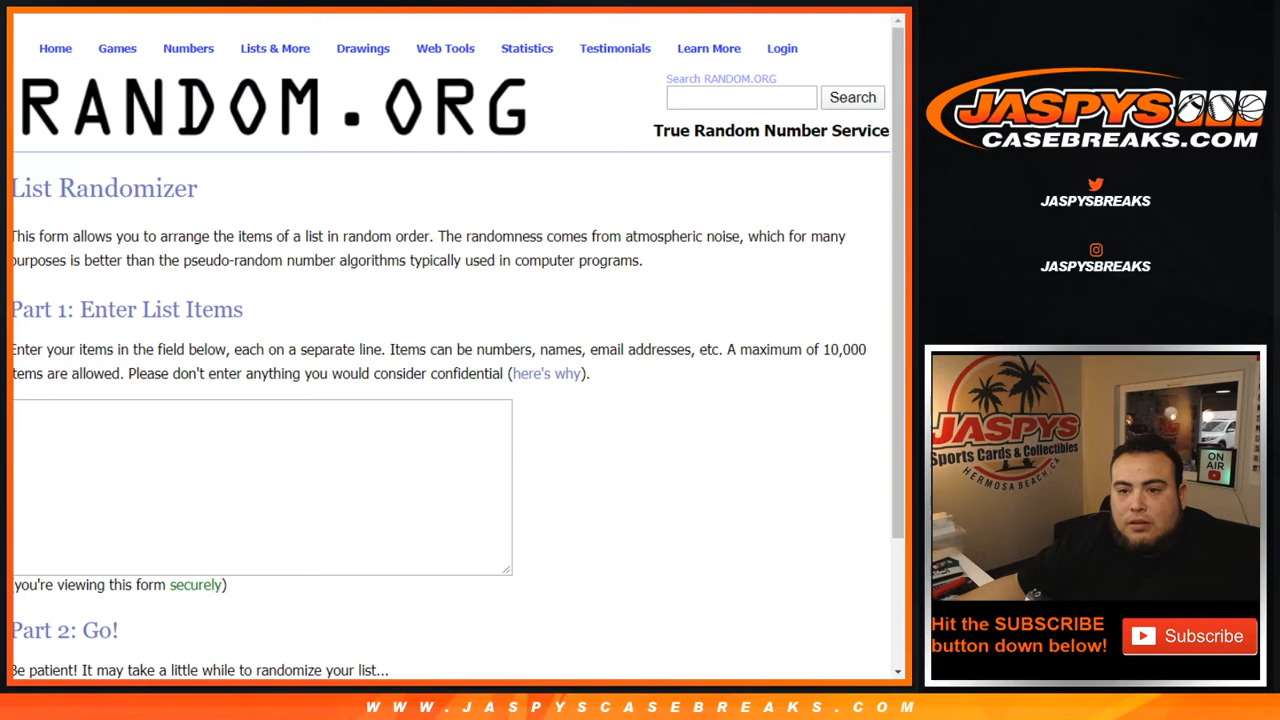 Home Games Numbers Lists & More Drawings Web Tools Statistics Testimonials Learn More Login
RANDOM.ORG
Search RANDOM.ORG
Search
True Random Number Service
List Randomizer
This form allows you to arrange the items of a list in random order. The randomness comes from atmospheric noise, which for many
purposes is better than the pseudo-random number algorithms typically used in computer programs.
Part 1: Enter List Items
Enter your items in the field below, each on a separate line. Items can be numbers, names, email addresses, etc. A maximum of 10,000
items are allowed. Please don't enter anything you would consider confidential (here's why).
(you're viewing this form securely)
Part 2: Go!
Be patient! It may take a little while to randomize your list...
JASPYS
CASEBREAKS.COM
JASPYSBREAKS
JASPYSBREAKS
JASPYS
Sports Cards & Collectibles
HERMOSA BEACH, CA
ON
AIR
Hit the SUBSCRIBE
button down below!
Subscribe
WWW.JASPYSCASEBREAKS.COM